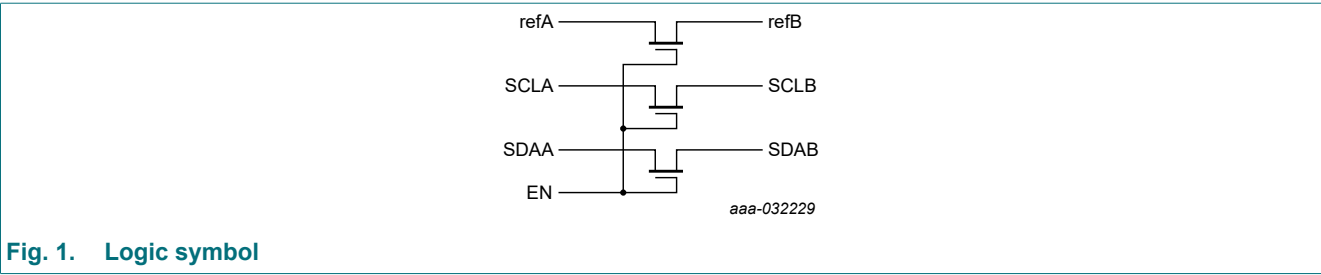 refA refB
SCLA SCLB
SDAA SDAB
EN
aaa-032229
Fig. 1. Logic symbol